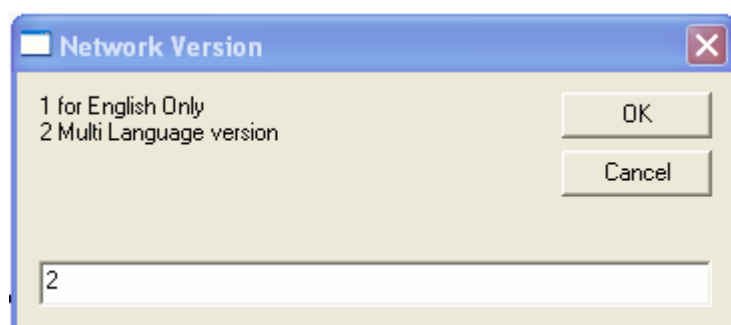 Network Version
1 for English Only
2 Multi Language version
OK
Cancel
2